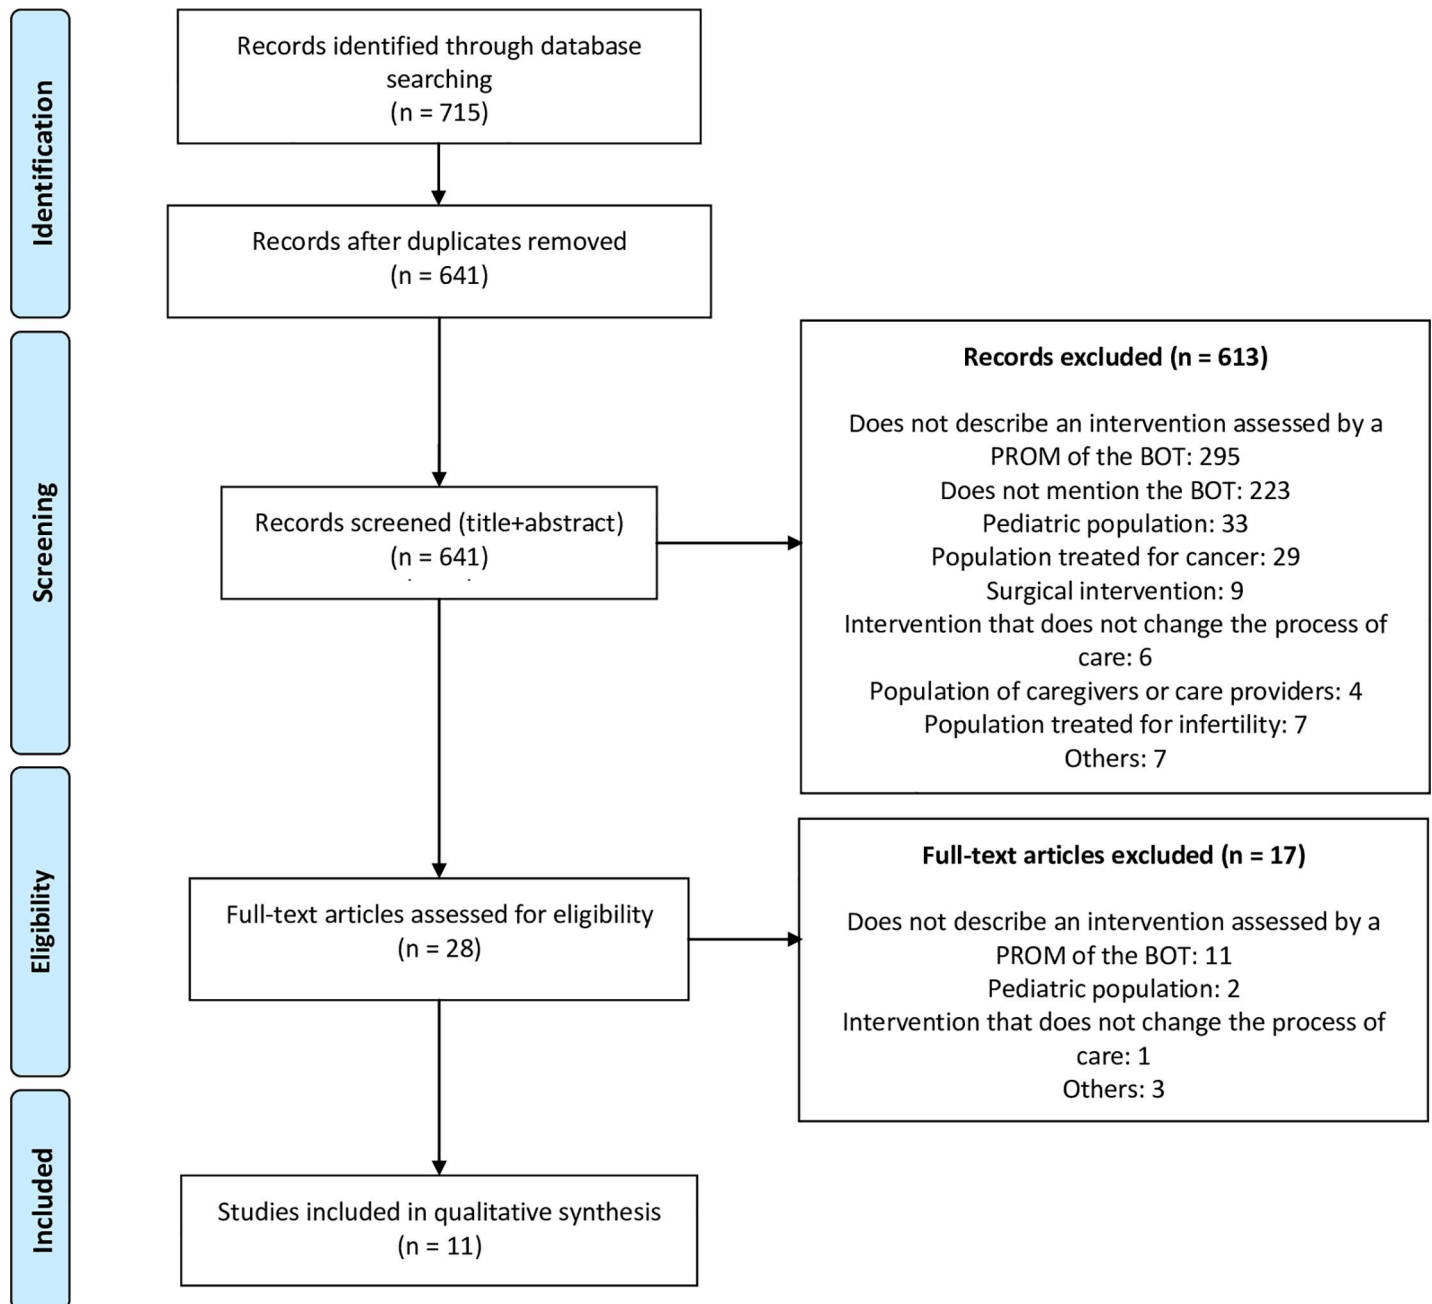 Identification
Records identified through database
searching
(n = 715)
Records after duplicates removed
(n = 641)
Screening
Records screened (title+abstract)
(n = 641)
Records excluded (n = 613)
Does not describe an intervention assessed by a
PROM of the BOT: 295
Does not mention the BOT: 223
Pediatric population: 33
Population treated for cancer: 29
Surgical intervention: 9
Intervention that does not change the process of
care: 6
Population of caregivers or care providers: 4
Population treated for infertility: 7
Others: 7
Eligibility
Full-text articles assessed for eligibility
(n = 28)
Full-text articles excluded (n = 17)
Does not describe an intervention assessed by a
PROM of the BOT: 11
Pediatric population: 2
Intervention that does not change the process of
care: 1
Others: 3
Included
Studies included in qualitative synthesis
(n = 11)